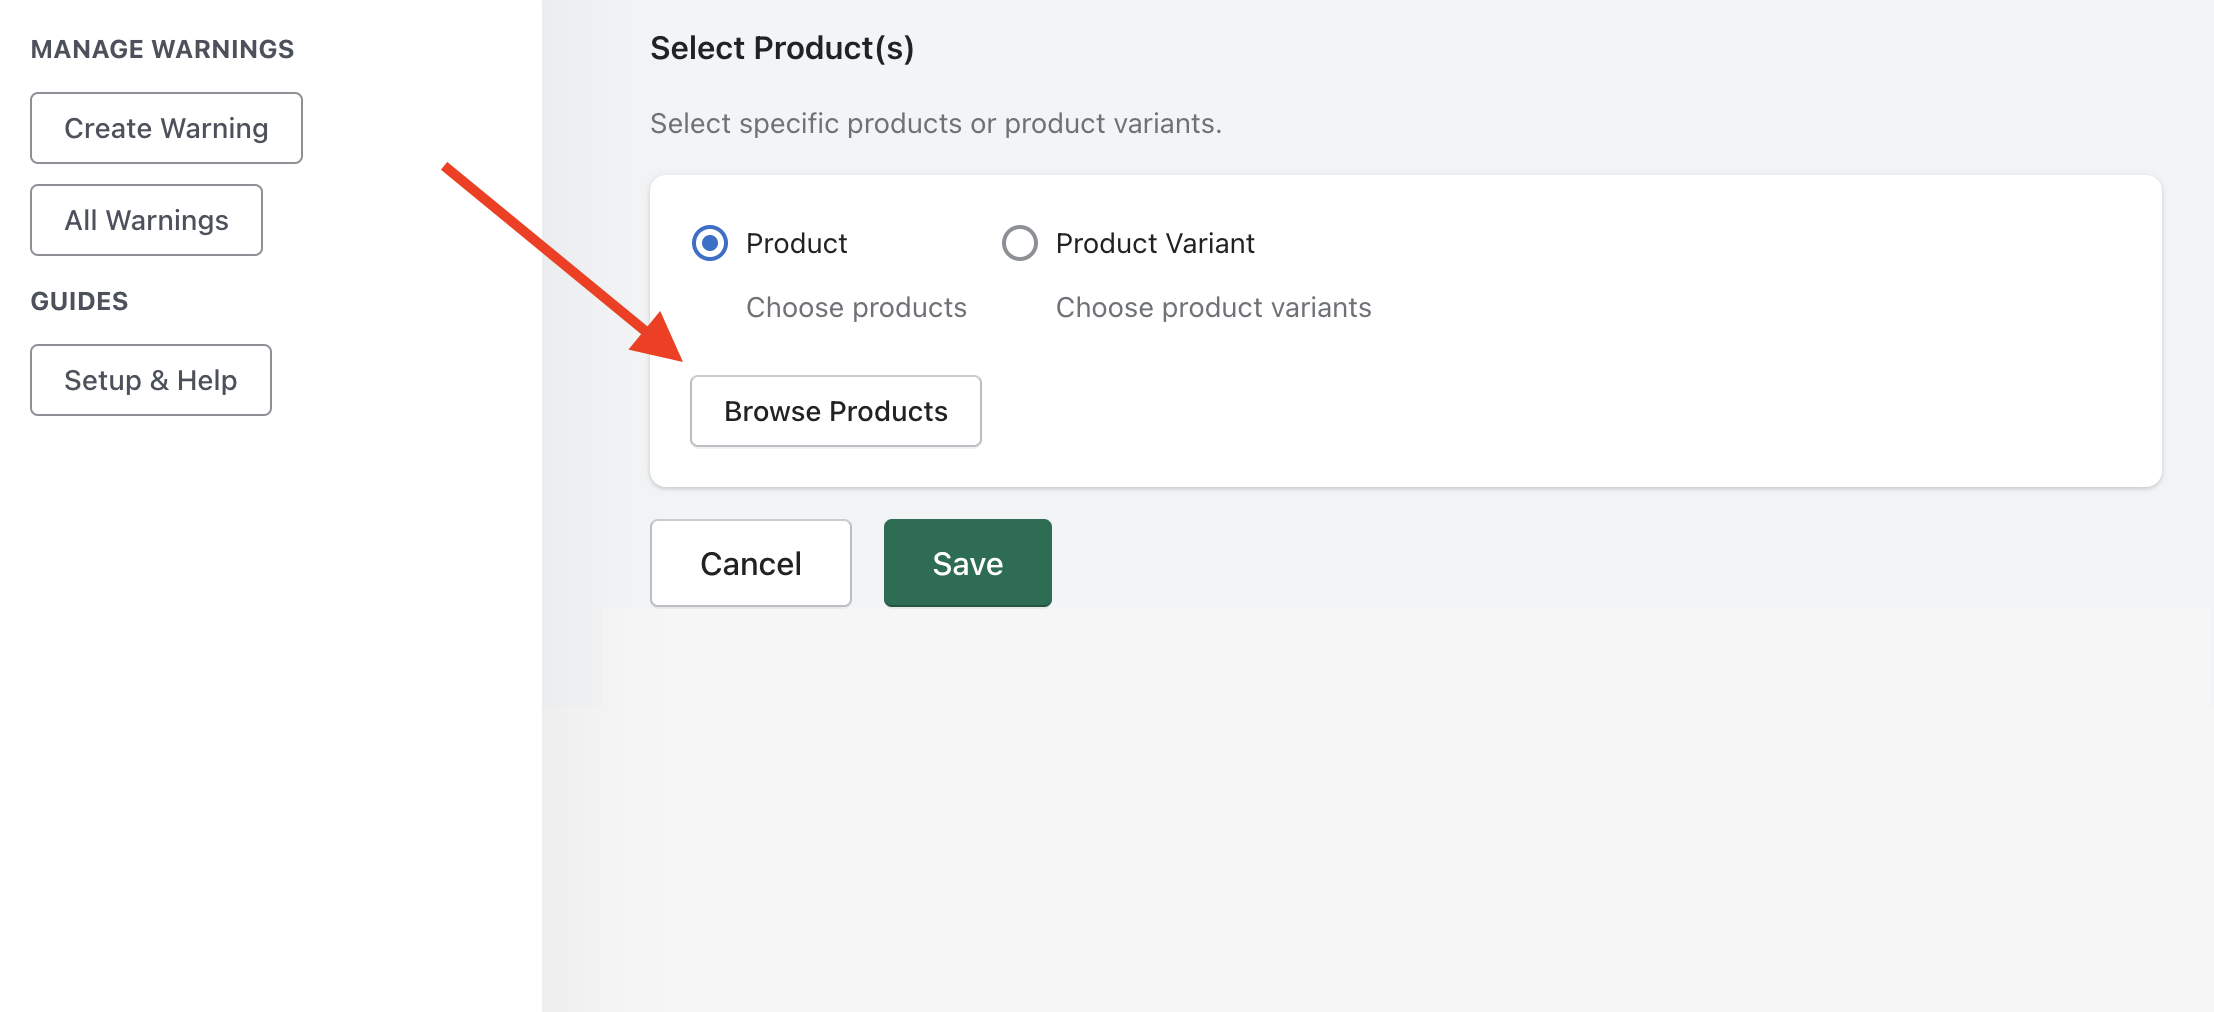 MANAGE WARNINGS
Create Warning
All Warnings
GUIDES
Setup & Help
Select Product(s)
Select specific products or product variants.
Product
Choose products
Product Variant
Choose product variants
Browse Products
Cancel
Save